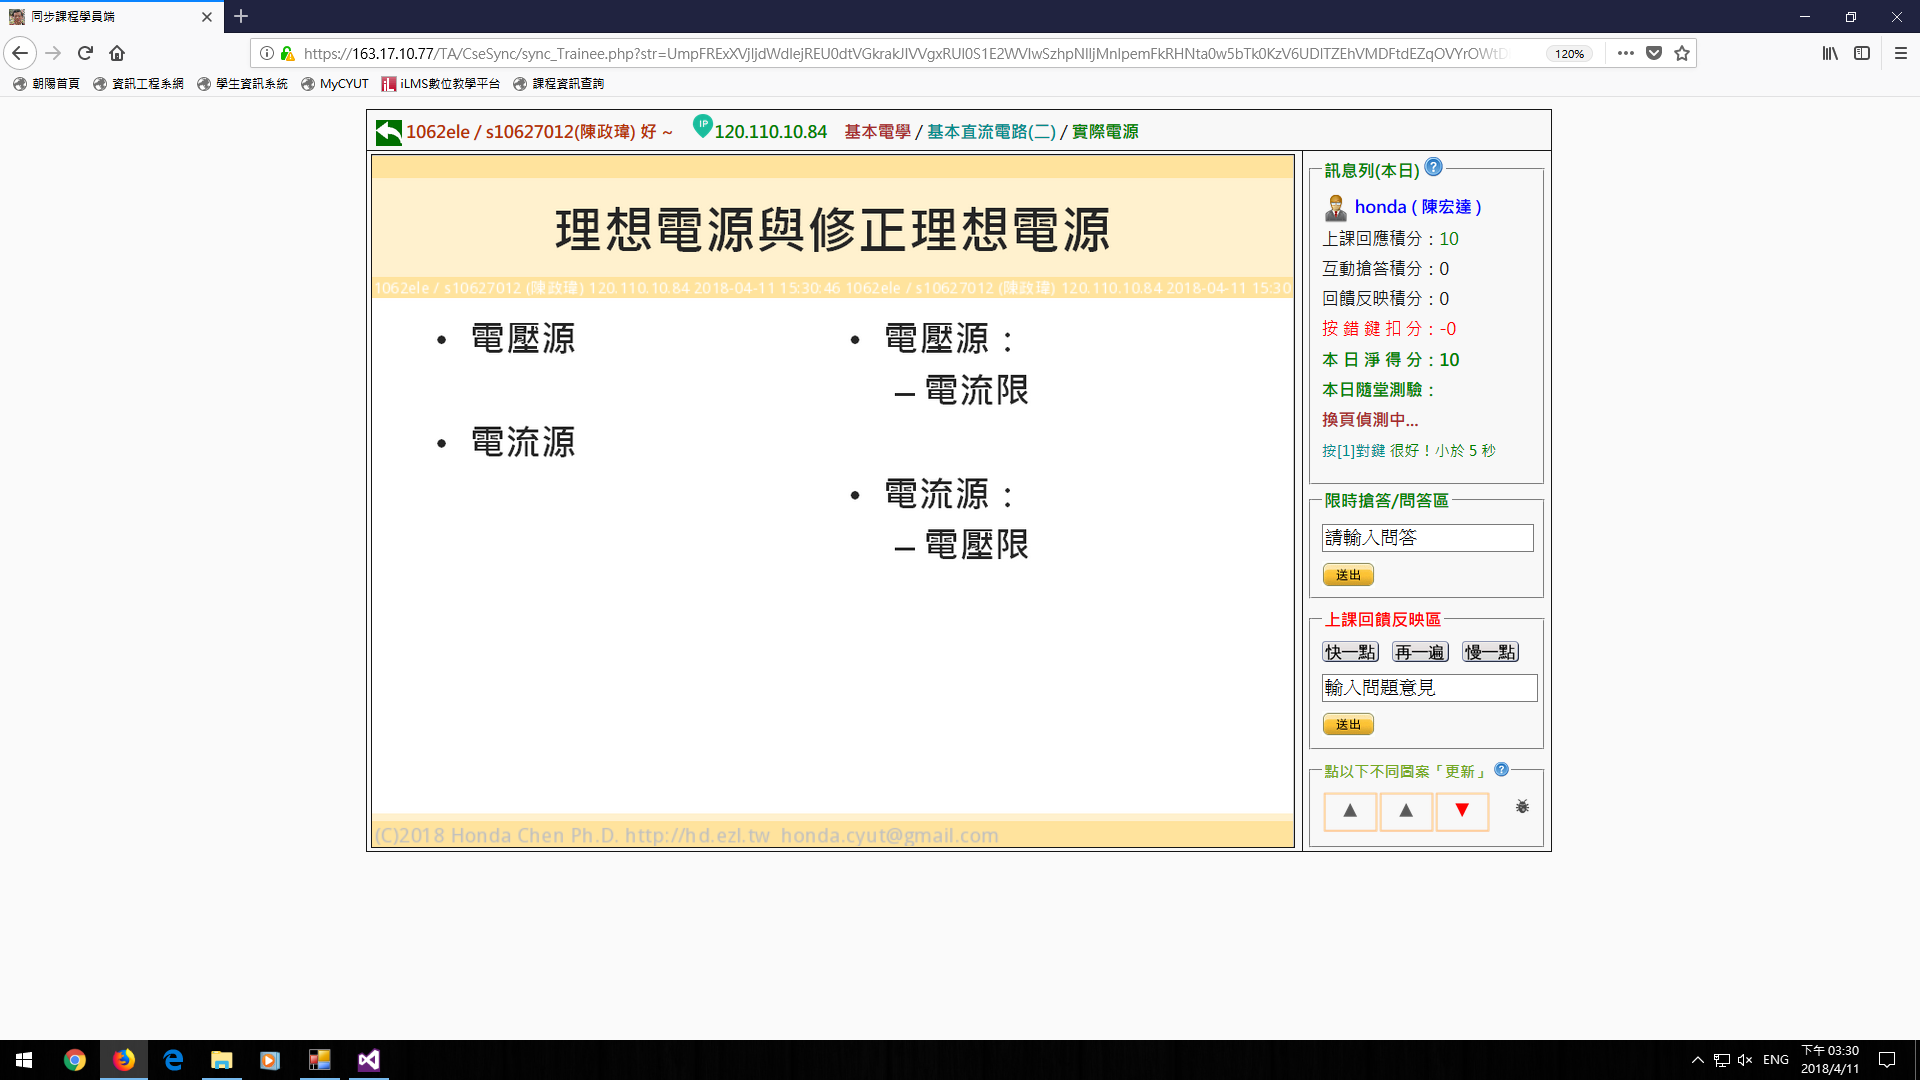 同步課程學員端
https://163.17.10.77/TA/CseSync/sync_Trainee.php?str=
120%
朝陽首頁 資訊工程系網 學生資訊系統 MyCYUT iLMS數位教學平台 課程資訊查詢
1062ele / s10627012(陳政瑋) 好 ~ IP 120.110.10.84 基本電學 / 基本直流電路(二) / 實際電源
理想電源與修正理想電源
1062ele / s10627012 (陳政瑋) 120.110.10.84 2018-04-11 15:30:46 1062ele / s10627012 (陳政瑋) 120.110.10.84 2018-04-11 15:30
• 電壓源
• 電流源
• 電壓源：
– 電流限
• 電流源：
– 電壓限
(C)2018 Honda Chen Ph.D. http://hd.ezl.tw honda.cyut@gmail.com
訊息列(本日)
honda ( 陳宏達 )
上課回應積分：10
互動搶答積分：0
回饋反映積分：0
按 錯 鍵 扣 分：-0
本 日 淨 得 分：10
本日隨堂測驗：
換頁偵測中...
按[1]對鍵 很好！小於 5 秒
限時搶答/問答區
請輸入問答
送出
上課回饋反映區
快一點 再一遍 慢一點
輸入問題意見
送出
點以下不同圖案「更新」
▲ ▲ ▼
ENG
下午 03:30
2018/4/11